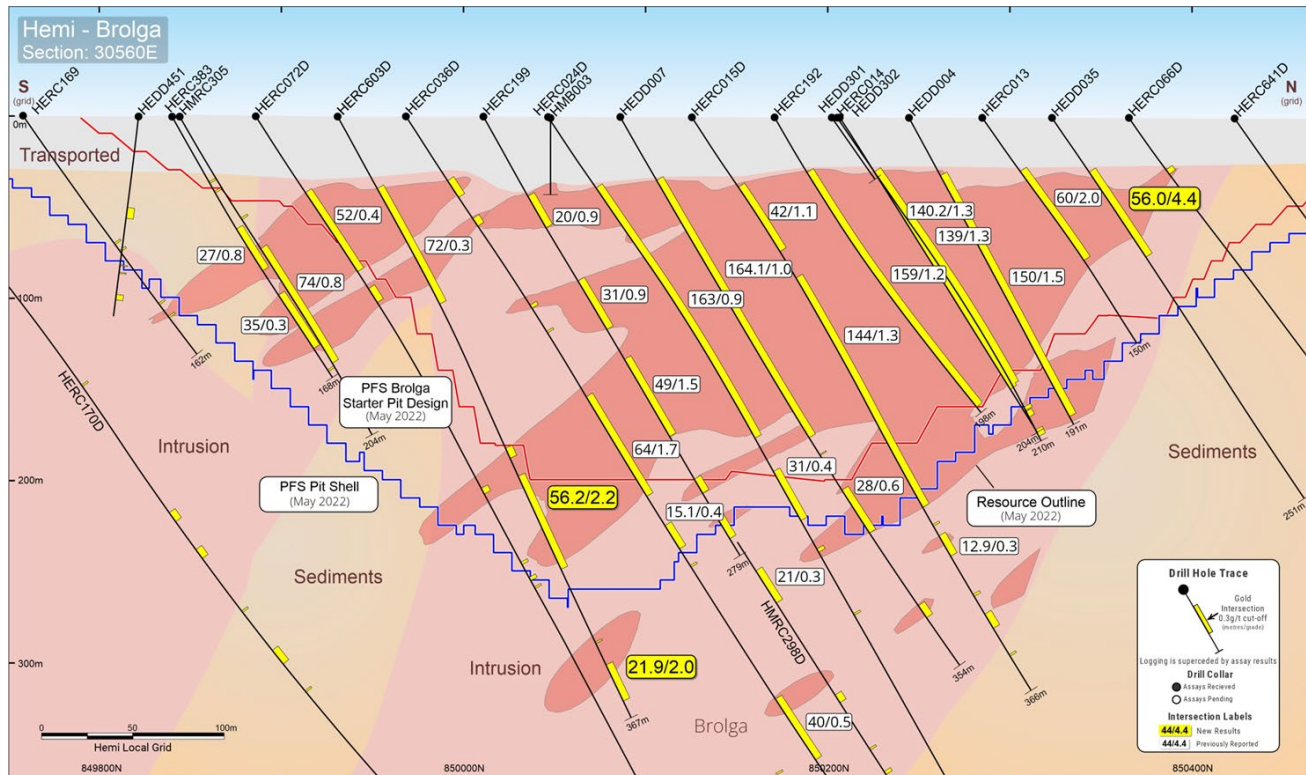 Hemi - Brolga
Section: 30560E
S
(grid)
N
(grid)
HERC169
HEDD451
HERC383
HMRC305
HERC072D
HERC603D
HERC036D
HERC199
HERC024D
HMB003
HEDD007
HERC015D
HERC192
HEDD301
HERC014
HEDD302
HEDD004
HERC013
HEDD035
HERC066D
HERC641D
0m
Transported
52/0.4
72/0.3
20/0.9
42/1.1
140.2/1.3
139/1.3
60/2.0
56.0/4.4
27/0.8
74/0.8
164.1/1.0
159/1.2
150/1.5
31/0.9
163/0.9
100m
35/0.3
144/1.3
162m
168m
150m
PFS Brolga
Starter Pit Design
(May 2022)
49/1.5
HERC170D
198m
204m
204m
210m
191m
Intrusion
Sediments
64/1.7
31/0.4
28/0.6
PFS Pit Shell
(May 2022)
56.2/2.2
200m
Resource Outline
(May 2022)
251m
15.1/0.4
12.9/0.3
279m
Sediments
21/0.3
HMRC298D
Intrusion
300m
21.9/2.0
354m
366m
367m
40/0.5
Brolga
Drill Hole Trace
Gold
Intersection
0.3g/t cut-off
(metres/grade)
Logging is superceded by assay results
Drill Collar
Assays Recieved
Assays Pending
Intersection Labels
44/4.4 New Results
44/4.4 Previously Reported
0 50 100m
Hemi Local Grid
849800N
850000N
850200N
850400N